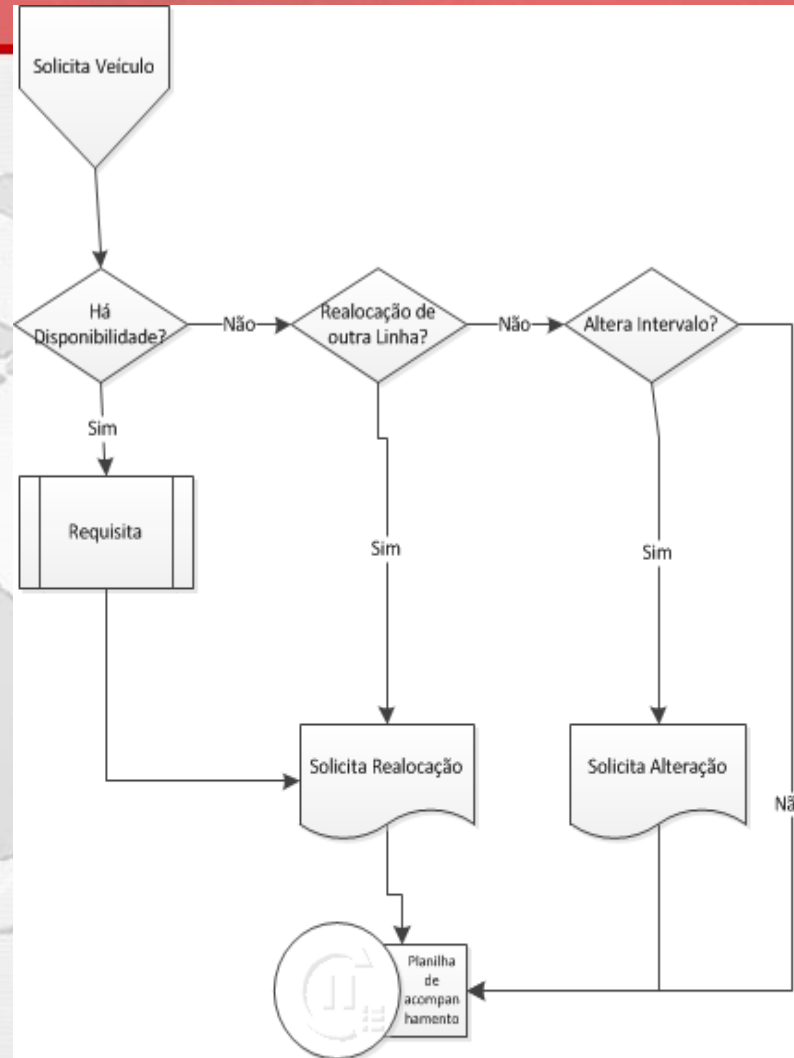 Solicita Veículo
Há
Disponibilidade?
Não
Realocação de
outra Linha?
Não
Altera Intervalo?
Sim
Requisita
Sim
Sim
Solicita Realocação
Solicita Alteração
Nã
Planilha
de
acompan
hamento